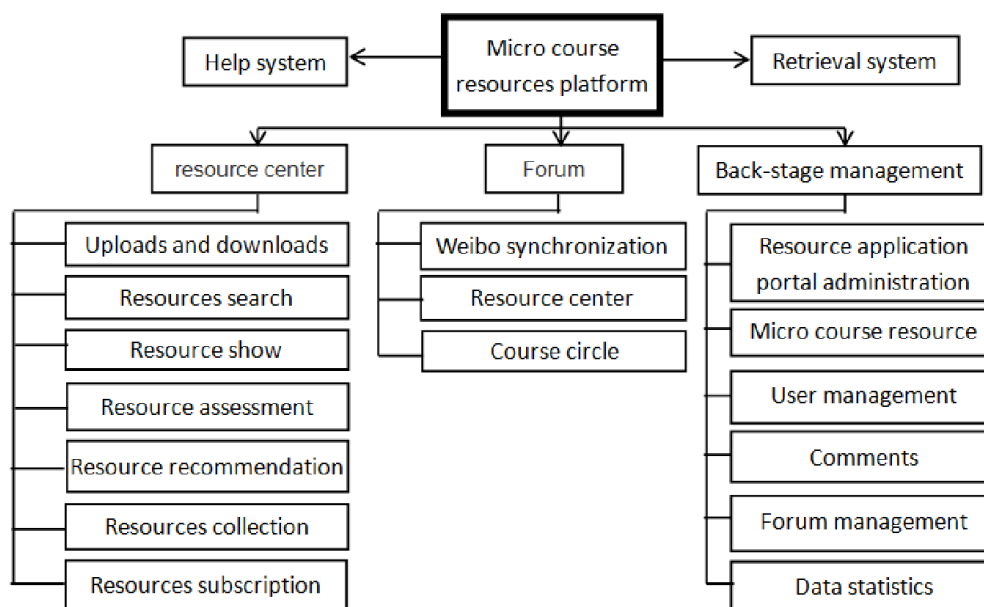 Micro course
resources platform
Help system
Retrieval system
resource center
Forum
Back-stage management
Uploads and downloads
Resources search
Resource show
Resource assessment
Resource recommendation
Resources collection
Resources subscription
Weibo synchronization
Resource center
Course circle
Resource application
portal administration
Micro course resource
User management
Comments
Forum management
Data statistics